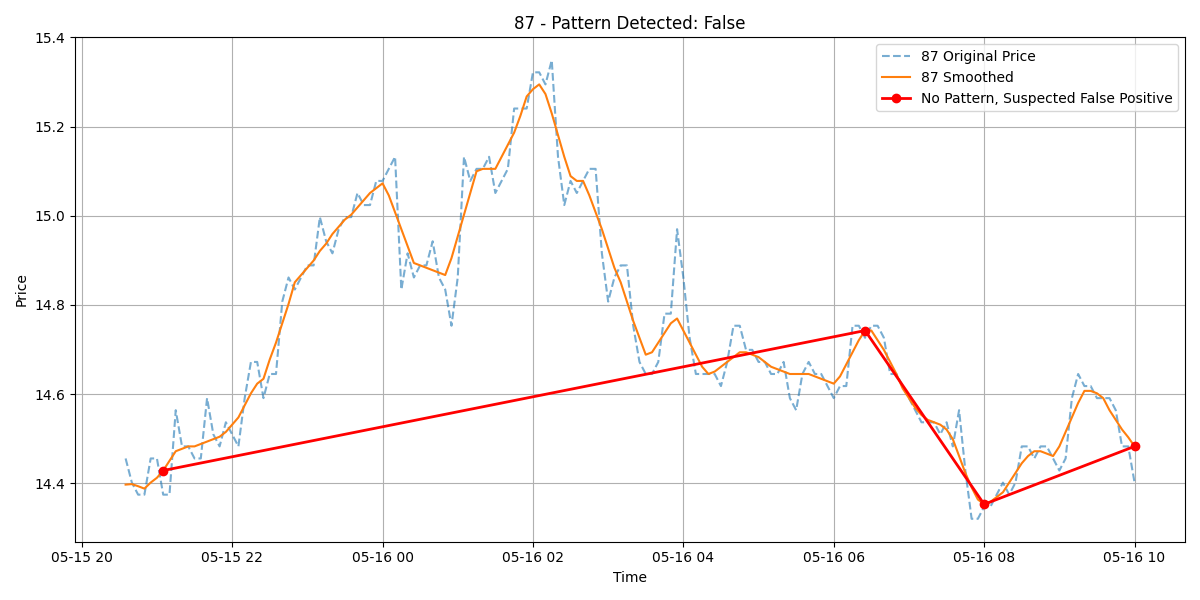 87 - Pattern Detected: False
15.4
15.2
15.0
14.8
14.6
14.4
Price
87 Original Price
87 Smoothed
No Pattern, Suspected False Positive
05-15 20
05-15 22
05-16 00
05-16 02
05-16 04
05-16 06
05-16 08
05-16 10
Time